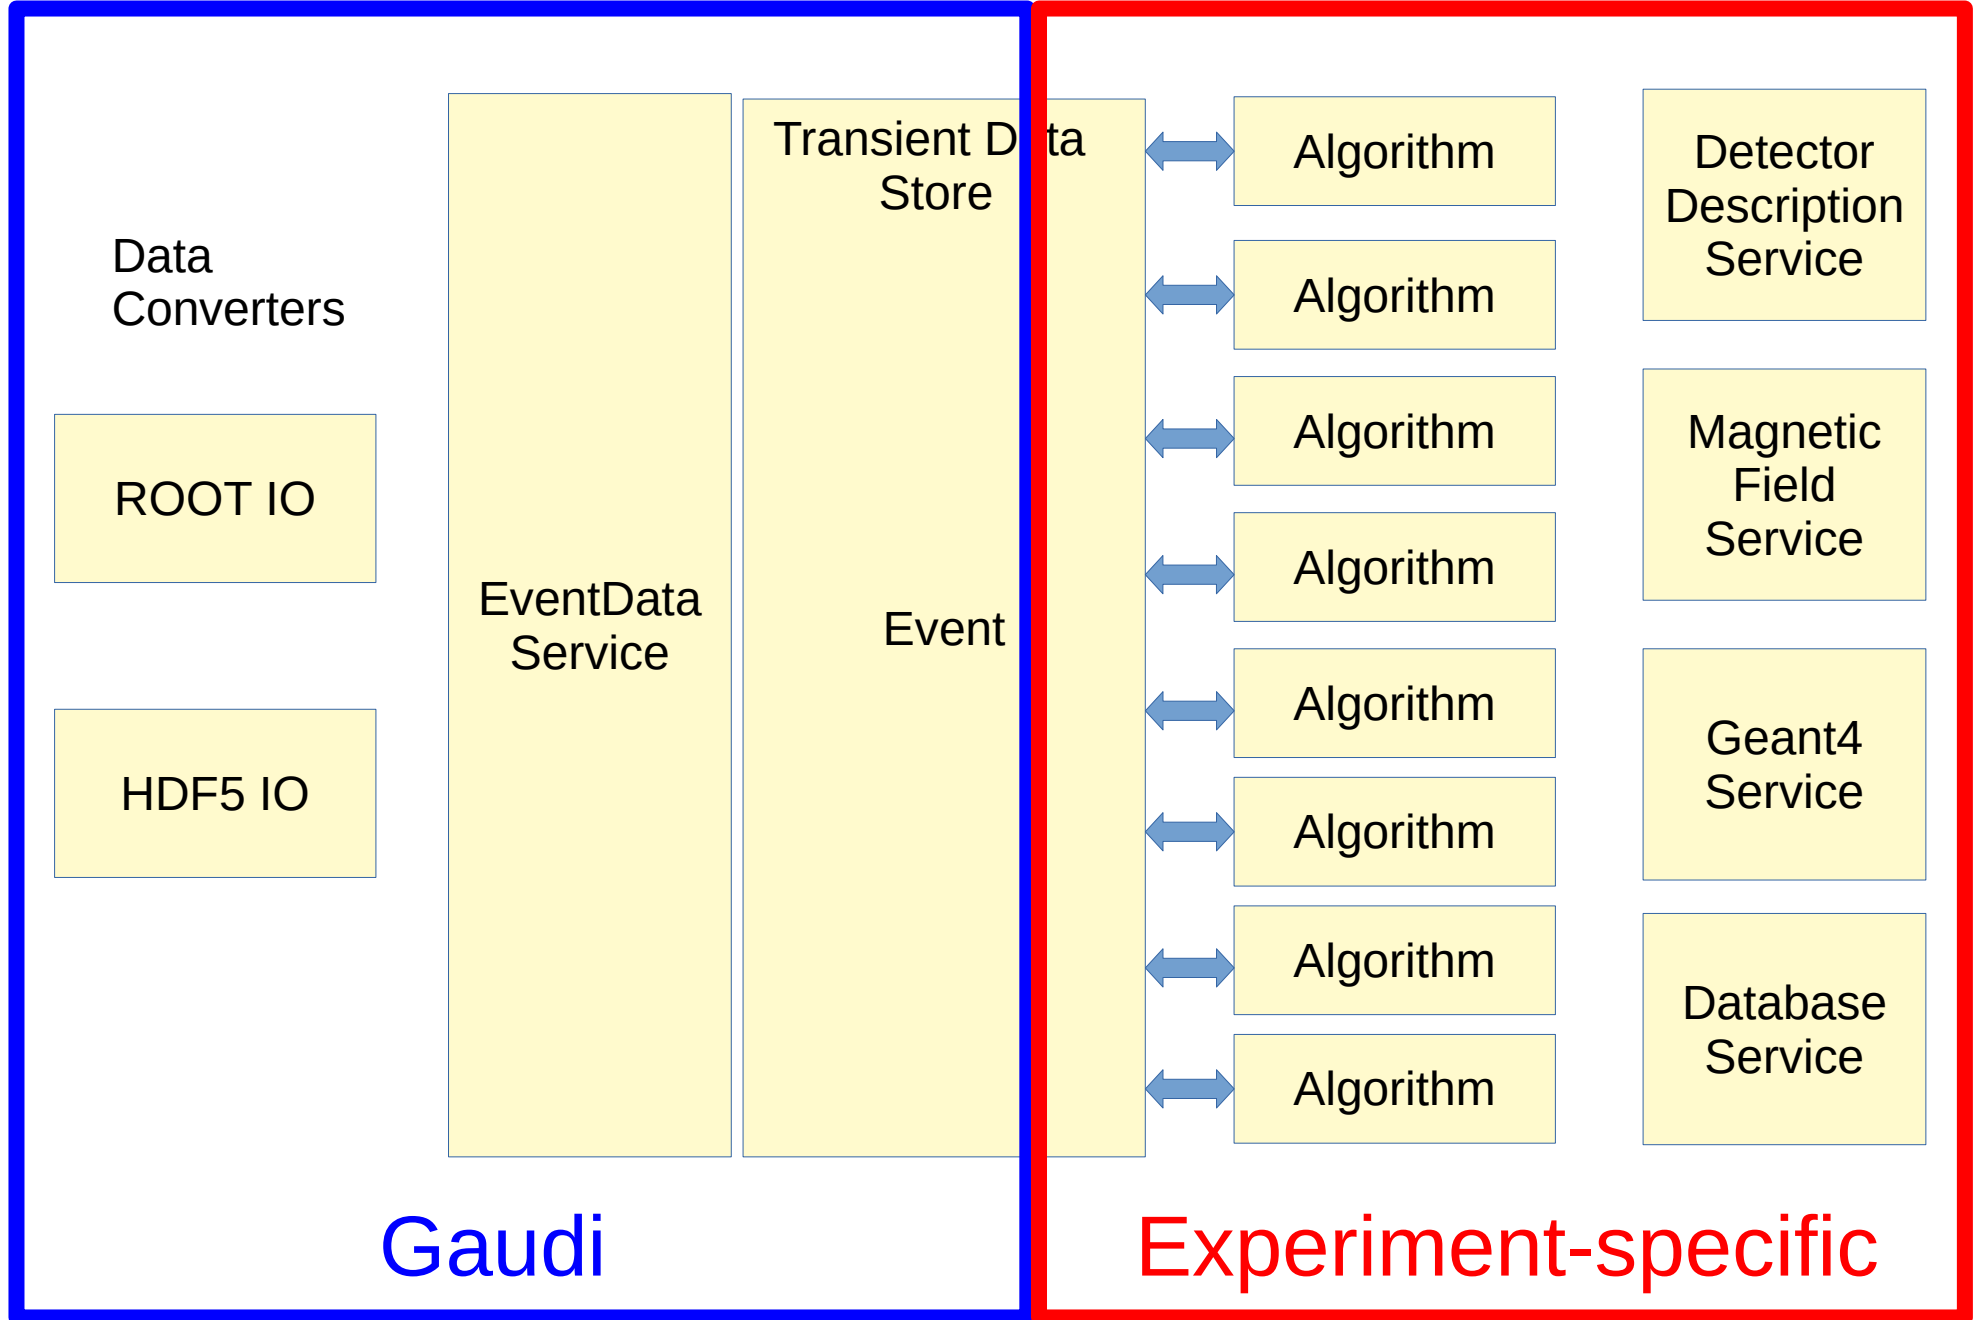 Data
Converters
ROOT IO
HDF5 IO
EventData
Service
Transient D ta
Store
Event
Algorithm
Algorithm
Algorithm
Algorithm
Algorithm
Algorithm
Algorithm
Algorithm
Detector
Description
Service
Magnetic
Field
Service
Geant4
Service
Database
Service
Gaudi
Experiment-specific